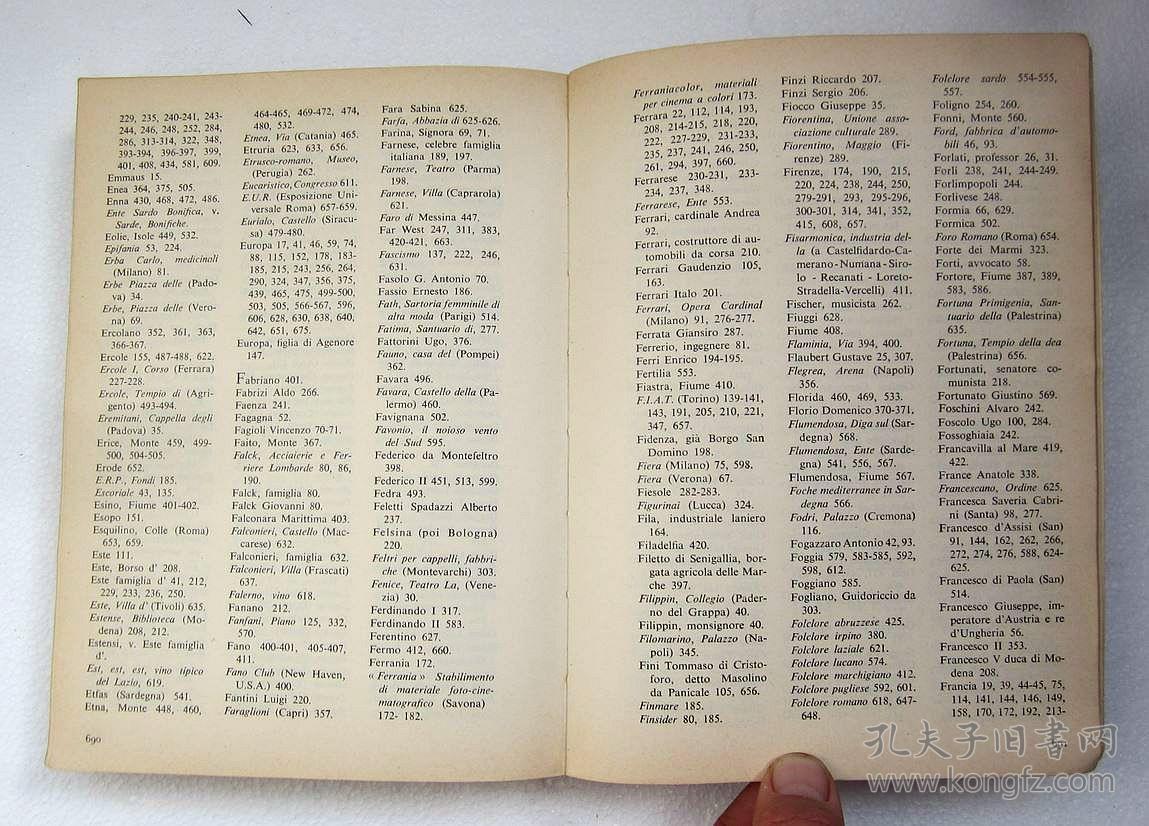 229, 235, 240-241, 243-
244, 246, 248, 252, 284,
286, 313-314, 322, 348,
393-394, 396-397, 399,
401, 408, 434, 581, 609.
Emmaus 15.
Enea 364, 375, 505.
Enna 430, 468, 472, 486.
Ente Sardo Bonifica, v.
Sarde, Bonifiche.
Eolie, Isole 449, 532.
Epifania 53, 224.
Erba Carlo, medicinali
(Milano) 81.
Erbe Piazza delle (Pado-
va) 34.
Erbe, Piazza delle (Vero-
na) 69.
Ercolano 352, 361, 363,
366-367.
Ercole 155, 487-488, 622.
Ercole I, Corso (Ferrara)
227-228.
Ercole, Tempio di (Agri-
gento) 493-494.
Eremitani, Cappella degli
(Padova) 35.
Erice, Monte 459, 499-
500, 504-505.
Erode 652.
E.R.P., Fondi 185.
Escoriale 43, 135.
Esino, Fiume 401-402.
Esopo 151.
Esquilino, Colle (Roma)
653, 659.
Este 111.
Este, Borso d' 208.
Este famiglia d' 41, 212,
229, 233, 236, 250.
Este, Villa d' (Tivoli) 635.
Estense, Biblioteca (Mo-
dena) 208, 212.
Estensi, v. Este famiglia
d'.
Est, est, est, vino tipico
del Lazio, 619.
Etfas (Sardegna) 541.
Etna, Monte 448, 460,
464-465, 469-472, 474,
480, 532.
Etnea, Via (Catania) 465.
Etruria 623, 633, 656.
Etrusco-romano, Museo,
(Perugia) 262.
Eucaristico, Congresso 611.
E.U.R. (Esposizione Uni-
versale Roma) 657-659.
Eurialo, Castello (Siracu-
sa) 479-480.
Europa 17, 41, 46, 59, 74,
88, 115, 152, 178, 183-
185, 215, 243, 256, 264,
290, 324, 347, 356, 375,
439, 465, 475, 499-500,
503, 505, 566-567, 596,
606, 628, 630, 638, 640,
642, 651, 675.
Europa, figlia di Agenore
147.
Fabriano 401.
Fabrizi Aldo 266.
Faenza 241.
Fagagna 52.
Fagioli Vincenzo 70-71.
Faito, Monte 367.
Falck, Acciaierie e Fer-
riere Lombarde 80, 86,
190.
Falck, famiglia 80.
Falck Giovanni 80.
Falconara Marittima 403.
Falconieri, Castello (Mac-
carese) 632.
Falconieri, famiglia 632.
Falconieri, Villa (Frascati)
637.
Falerno, vino 618.
Fanano 212.
Fanfani, Piano 125, 332,
570.
Fano 400-401, 405-407,
411.
Fano Club (New Haven,
U.S.A.) 400.
Fantini Luigi 220.
Faraglioni (Capri) 357.
Fara Sabina 625.
Farfa, Abbazia di 625-626.
Farina, Signora 69, 71.
Farnese, celebre famiglia
italiana 189, 197.
Farnese, Teatro (Parma)
198.
Farnese, Villa (Caprarola)
621.
Faro di Messina 447.
Far West 247, 311, 383,
420-421, 663.
Fascismo 137, 222, 246,
631.
Fasolo G. Antonio 70.
Fassio Ernesto 186.
Fath, Sartoria femminile di
alta moda (Parigi) 514.
Fatima, Santuario di, 277.
Fattorini Ugo, 376.
Fauno, casa del (Pompei)
362.
Favara 496.
Favara, Castello della (Pa-
lermo) 460.
Favignana 502.
Favonio, il noioso vento
del Sud 595.
Federico da Montefeltro
398.
Federico II 451, 513, 599.
Fedra 493.
Feletti Spadazzi Alberto
237.
Felsina (poi Bologna)
220.
Feltri per cappelli, fabbri-
che (Montevarchi) 303.
Fenice, Teatro La, (Vene-
zia) 30.
Ferdinando I 317.
Ferdinando II 583.
Ferentino 627.
Fermo 412, 660.
Ferrania 172.
« Ferrania » Stabilimento
di materiale foto-cine-
matografico (Savona)
172- 182.
690
Ferraniacolor, materiali
per cinema a colori 173.
Ferrara 22, 112, 114, 193,
208, 214-215, 218, 220,
222, 227-229, 231-233,
235, 237, 241, 246, 250,
261, 294, 397, 660.
Ferrarese 230-231, 233-
234, 237, 348.
Ferrarese, Ente 553.
Ferrari, cardinale Andrea
92.
Ferrari, costruttore di au-
tomobili da corsa 210.
Ferrari Gaudenzio 105,
163.
Ferrari Italo 201.
Ferrari, Opera Cardinal
(Milano) 91, 276-277.
Ferrata Giansiro 287.
Ferrerio, ingegnere 81.
Ferri Enrico 194-195.
Fertilia 553.
Fiastra, Fiume 410.
F.I.A.T. (Torino) 139-141,
143, 191, 205, 210, 221,
347, 657.
Fidenza, già Borgo San
Domino 198.
Fiera (Milano) 75, 598.
Fiera (Verona) 67.
Fiesole 282-283.
Figurinai (Lucca) 324.
Fila, industriale laniero
164.
Filadelfia 420.
Filetto di Senigallia, bor-
gata agricola delle Mar-
che 397.
Filippin, Collegio (Pader-
no del Grappa) 40.
Filippin, monsignore 40.
Filomarino, Palazzo (Na-
poli) 345.
Fini Tommaso di Cristo-
foro, detto Masolino
da Panicale 105, 656.
Finmare 185.
Finsider 80, 185.
Finzi Riccardo 207.
Finzi Sergio 206.
Fiocco Giuseppe 35.
Fiorentina, Unione asso-
ciazione culturale 289.
Fiorentino, Maggio (Fi-
renze) 289.
Firenze, 174, 190, 215,
220, 224, 238, 244, 250,
279-291, 293, 295-296,
300-301, 314, 341, 352,
415, 608, 657.
Fisarmonica, industria del-
la (a Castelfidardo-Ca-
merano-Numana-Siro-
lo - Recanati - Loreto-
Stradella-Vercelli) 411.
Fischer, musicista 262.
Fiuggi 628.
Fiume 408.
Flaminia, Via 394, 400.
Flaubert Gustave 25, 307.
Flegrea, Arena (Napoli)
356.
Florida 460, 469, 533.
Florio Domenico 370-371.
Flumendosa, Diga sul (Sar-
degna) 568.
Flumendosa, Ente (Sarde-
gna) 541, 556, 567.
Flumendosa, Fiume 567.
Foche mediterranee in Sar-
degna 566.
Fodri, Palazzo (Cremona)
116.
Fogazzaro Antonio 42, 93.
Foggia 579, 583-585, 592,
598, 612.
Foggiano 585.
Fogliano, Guidoriccio da
303.
Folclore abruzzese 425.
Folclore irpino 380.
Folclore laziale 621.
Folclore lucano 574.
Folclore marchigiano 412.
Folclore pugliese 592, 601.
Folclore romano 618, 647-
648.
Folclore sardo 554-555,
557.
Foligno 254, 260.
Fonni, Monte 560.
Ford, fabbrica d'automo-
bili 46, 93.
Forlati, professor 26, 31.
Forlì 238, 241, 244-249.
Forlimpopoli 244.
Forlivese 248.
Formia 66, 629.
Formica 502.
Foro Romano (Roma) 654.
Forte dei Marmi 323.
Forti, avvocato 58.
Fortore, Fiume 387, 389,
583, 586.
Fortuna Primigenia, San-
tuario della (Palestrina)
635.
Fortuna, Tempio della dea
(Palestrina) 656.
Fortunati, senatore co-
munista 218.
Fortunato Giustino 569.
Foschini Alvaro 242.
Foscolo Ugo 100, 284.
Fossoghiaia 242.
Francavilla al Mare 419,
422.
France Anatole 338.
Francescano, Ordine 625.
Francesca Saveria Cabri-
ni (Santa) 98, 277.
Francesco d'Assisi (San)
91, 144, 162, 262, 266,
272, 274, 276, 588, 624-
625.
Francesco di Paola (San)
514.
Francesco Giuseppe, im-
peratore d'Austria e re
d'Ungheria 56.
Francesco II 353.
Francesco V duca di Mo-
dena 208.
Francia 19, 39, 44-45, 75,
114, 141, 144, 146, 149,
158, 170, 172, 192, 213-
孔夫子旧书网
www.kongfz.com